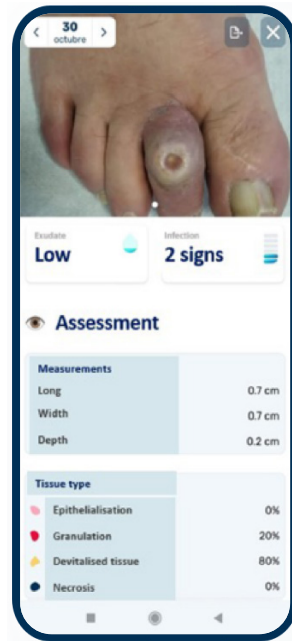 30
octubre
Exudate
Low
Infection
2 signs
Assessment
Measurements
Long 0.7 cm
Width 0.7 cm
Depth 0.2 cm
Tissue type
Epithelialisation 0%
Granulation 20%
Devitalised tissue 80%
Necrosis 0%